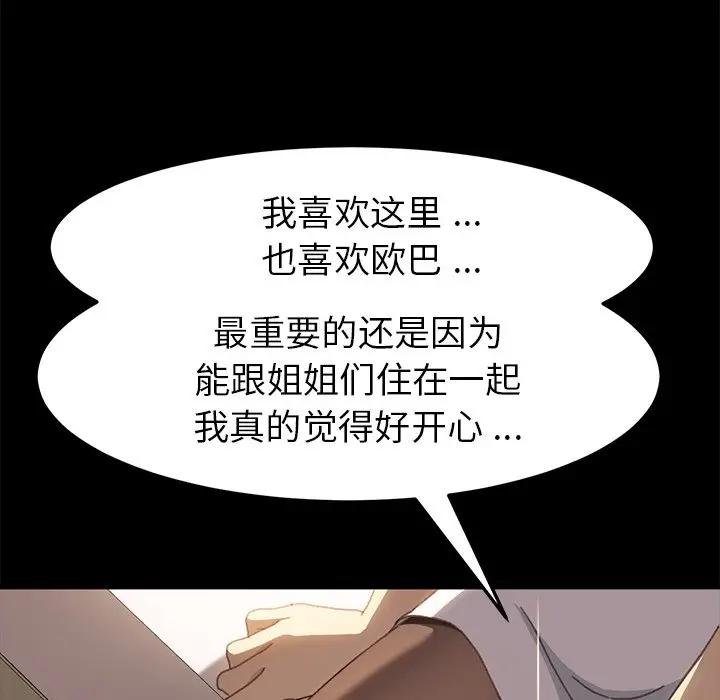 我喜欢这里 ...
也喜欢欧巴 ...
最重要的还是因为
能跟姐姐们住在一起
我真的觉得好开心 ...